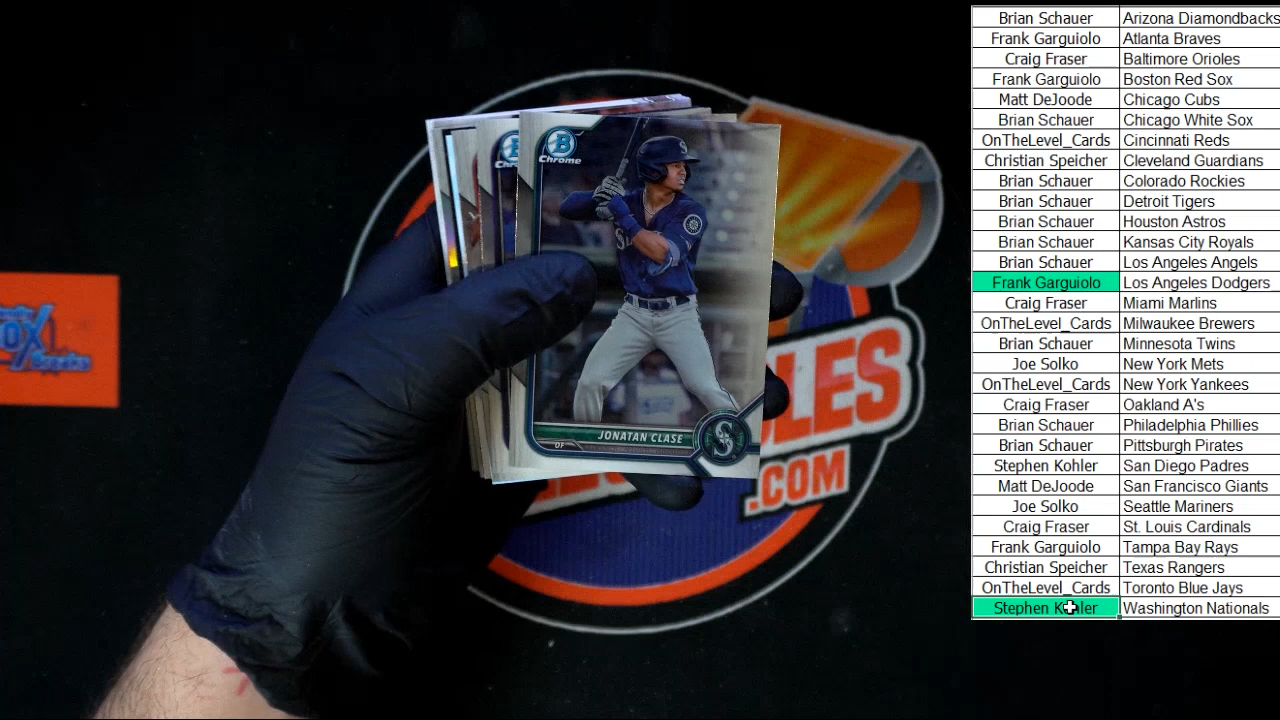 Brian Schauer Arizona Diamondbacks
Frank Garguiolo Atlanta Braves
Craig Fraser Baltimore Orioles
Frank Garguiolo Boston Red Sox
Matt DeJoode Chicago Cubs
Brian Schauer Chicago White Sox
OnTheLevel_Cards Cincinnati Reds
Christian Speicher Cleveland Guardians
Brian Schauer Colorado Rockies
Brian Schauer Detroit Tigers
Brian Schauer Houston Astros
Brian Schauer Kansas City Royals
Brian Schauer Los Angeles Angels
Frank Garguiolo Los Angeles Dodgers
Craig Fraser Miami Marlins
OnTheLevel_Cards Milwaukee Brewers
Brian Schauer Minnesota Twins
Joe Solko New York Mets
OnTheLevel_Cards New York Yankees
Craig Fraser Oakland A's
Brian Schauer Philadelphia Phillies
Brian Schauer Pittsburgh Pirates
Stephen Kohler San Diego Padres
Matt DeJoode San Francisco Giants
Joe Solko Seattle Mariners
Craig Fraser St. Louis Cardinals
Frank Garguiolo Tampa Bay Rays
Christian Speicher Texas Rangers
OnTheLevel_Cards Toronto Blue Jays
Stephen Kohler Washington Nationals
B
Chrome
JONATAN CLASE
OF
S
.COM